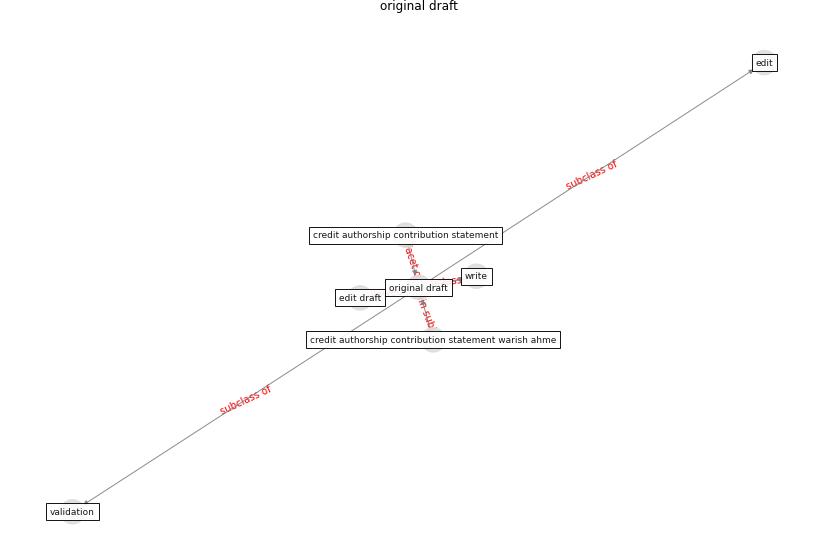 original draft
edit
subclass of
credit authorship contribution statement
write
original draft
edit draft
credit authorship contribution statement warish ahme
subclass of
validation